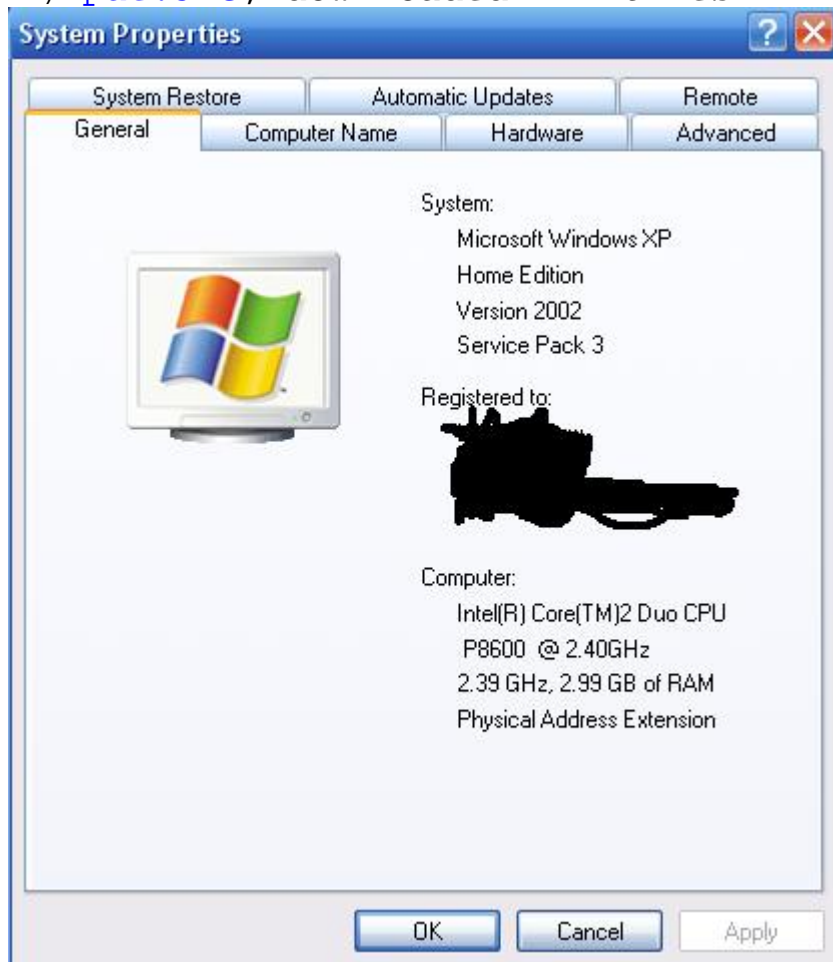 System Properties
System Restore
Automatic Updates
Remote
General
Computer Name
Hardware
Advanced
System:
Microsoft Windows XP
Home Edition
Version 2002
Service Pack 3
Registered to:
Computer:
Intel(R) Core(TM)2 Duo CPU
P8600 @ 2.40GHz
2.39 GHz, 2.99 GB of RAM
Physical Address Extension
OK
Cancel
Apply